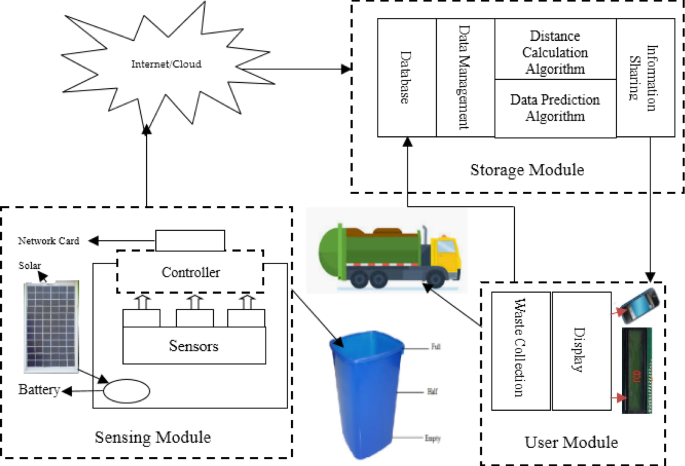 Internet/Cloud
Database
Data Management
Distance
Calculation
Algorithm
Data Prediction
Algorithm
Information
Sharing
Storage Module
Network Card
Solar
Controller
Sensors
Battery
Sensing Module
Full
Half
Empty
Waste Collection
Display
User Module